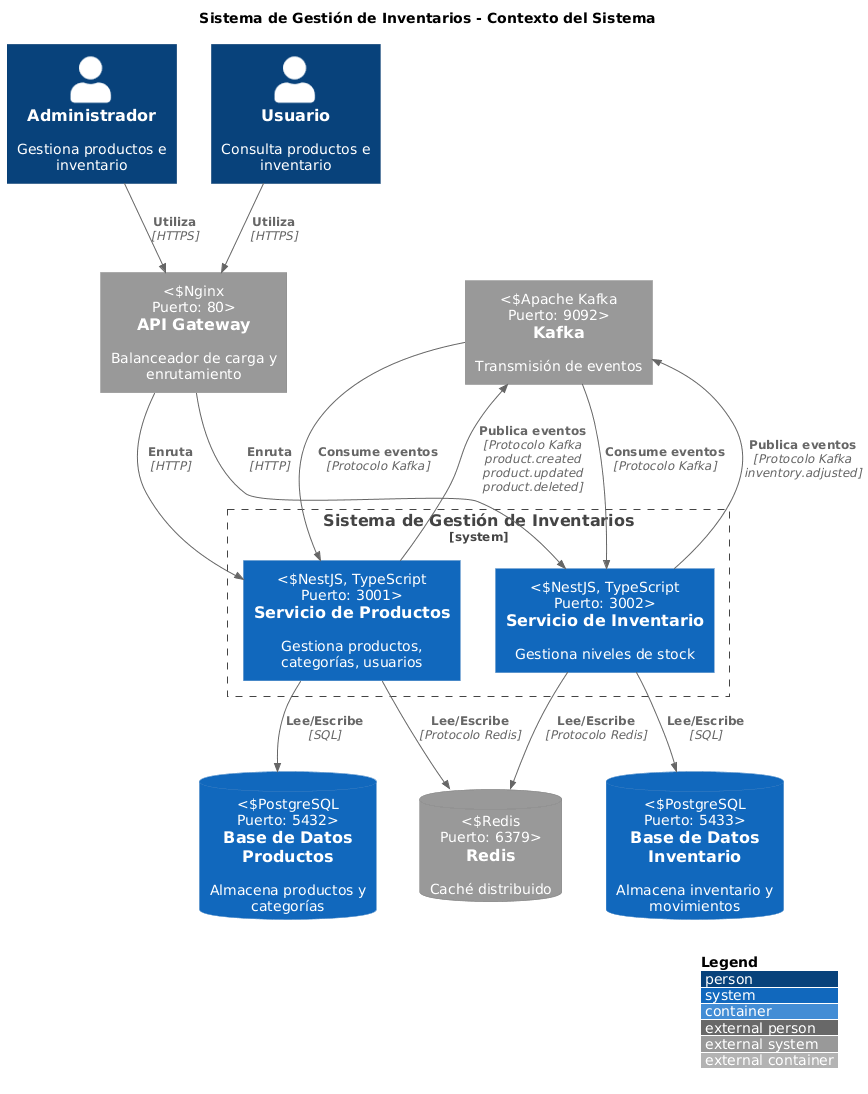 Sistema de Gestión de Inventarios - Contexto del Sistema
Administrador
Gestiona productos e
inventario
Usuario
Consulta productos e
inventario
Utiliza
[HTTPS]
Utiliza
[HTTPS]
<$Nginx
Puerto: 80>
API Gateway
Balanceador de carga y
enrutamiento
<$Apache Kafka
Puerto: 9092>
Kafka
Transmisión de eventos
Enruta
[HTTP]
Enruta
[HTTP]
Consume eventos
[Protocolo Kafka]
Publica eventos
[Protocolo Kafka
product.created
product.updated
product.deleted]
Consume eventos
[Protocolo Kafka]
Publica eventos
[Protocolo Kafka
inventory.adjusted]
Sistema de Gestión de Inventarios
[system]
<$NestJS, TypeScript
Puerto: 3001>
Servicio de Productos
Gestiona productos,
categorías, usuarios
<$NestJS, TypeScript
Puerto: 3002>
Servicio de Inventario
Gestiona niveles de stock
Lee/Escribe
[SQL]
Lee/Escribe
[Protocolo Redis]
Lee/Escribe
[Protocolo Redis]
Lee/Escribe
[SQL]
<$PostgreSQL
Puerto: 5432>
Base de Datos
Productos
Almacena productos y
categorías
<$Redis
Puerto: 6379>
Redis
Caché distribuido
<$PostgreSQL
Puerto: 5433>
Base de Datos
Inventario
Almacena inventario y
movimientos
Legend
person
system
container
external person
external system
external container